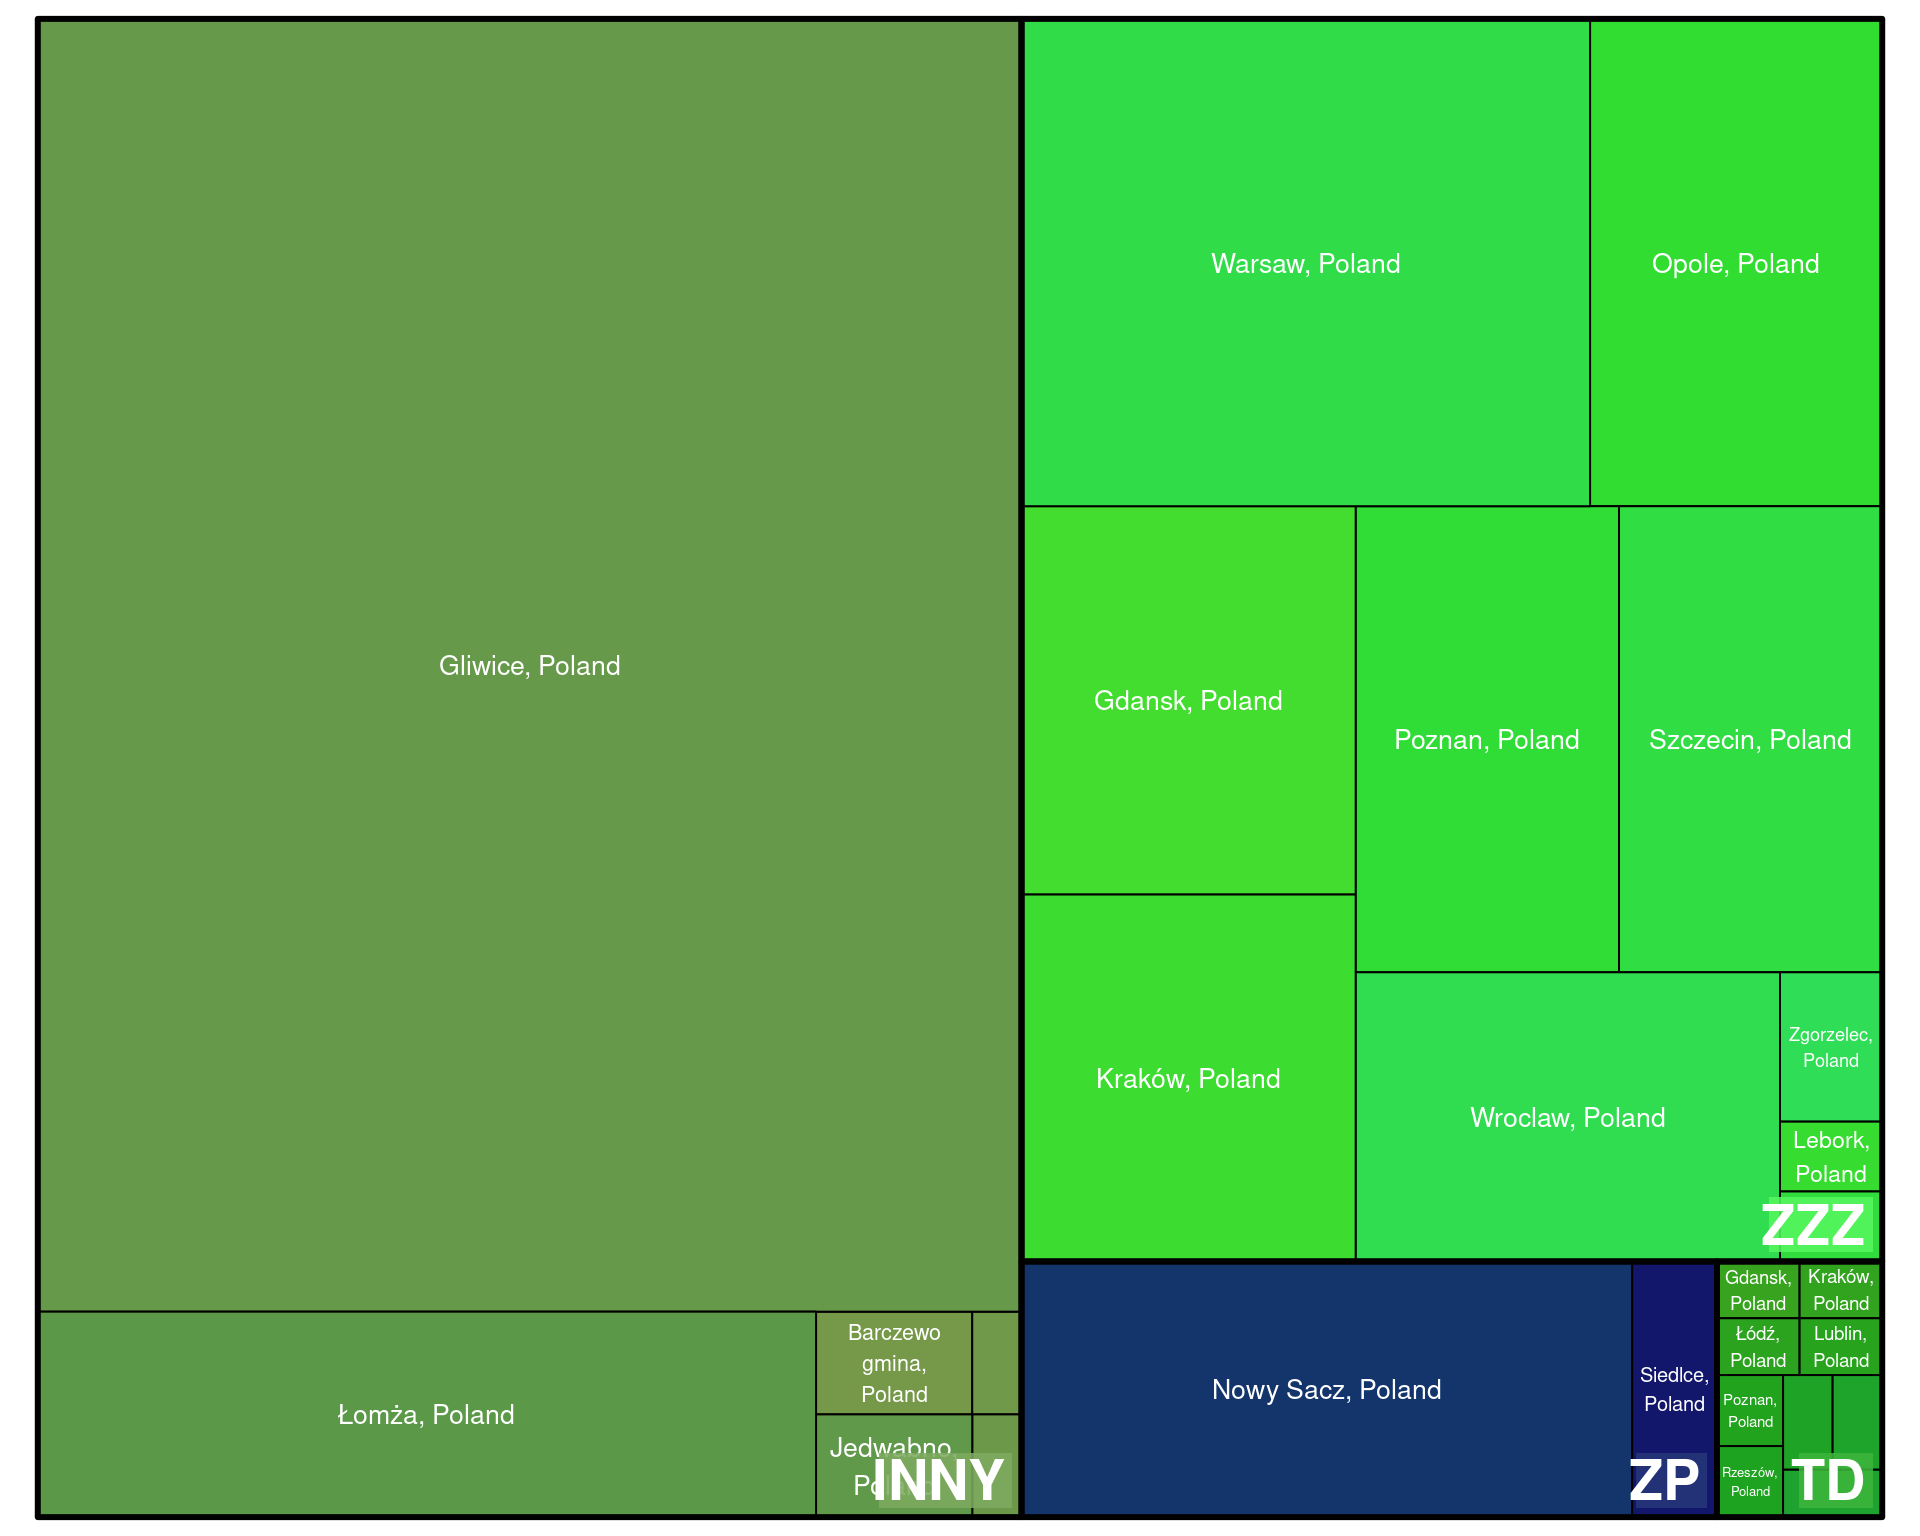 Gliwice, Poland
Łomża, Poland
Barczewo
gmina,
Poland
Jedwabno,
INNY
Warsaw, Poland
Opole, Poland
Gdansk, Poland
Poznan, Poland
Szczecin, Poland
Kraków, Poland
Wroclaw, Poland
Zgorzelec,
Poland
Lebork,
Poland
ZZZ
Nowy Sacz, Poland
Siedlce,
Poland
ZP
Gdansk,
Poland
Kraków,
Poland
Łódź,
Poland
Lublin,
Poland
Poznan,
Poland
Rzeszów,
Poland
TD